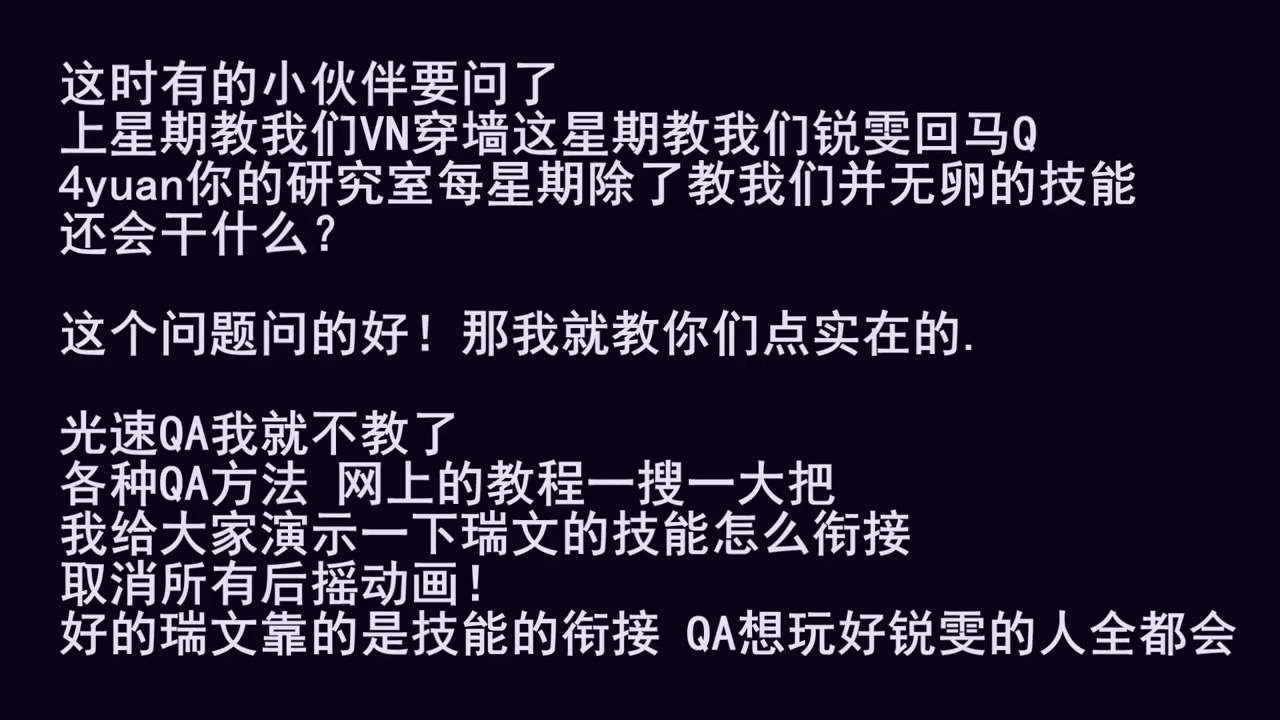 这时有的小伙伴要问了
上星期教我们VN穿墙这星期教我们锐雯回马Q
4yuan你的研究室每星期除了教我们并无卵的技能
还会干什么?
这个问题问的好! 那我就教你们点实在的.
光速QA我就不教了
各种QA方法 网上的教程一搜一大把
我给大家演示一下瑞文的技能怎么衔接
取消所有后摇动画!
好的瑞文靠的是技能的衔接 QA想玩好锐雯的人全都会